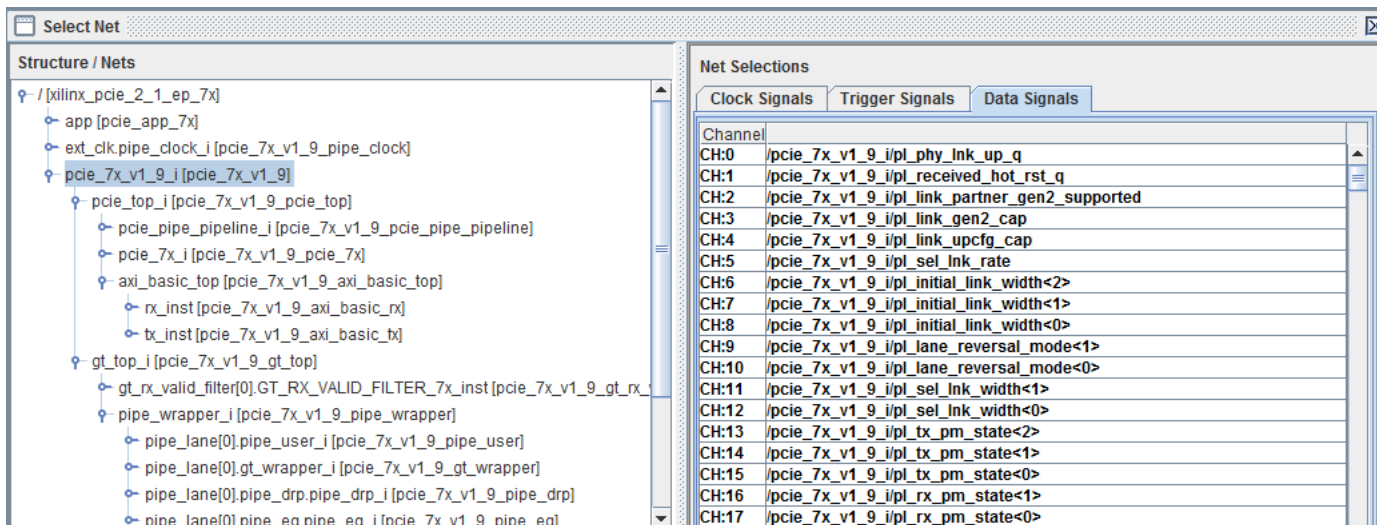 Select Net
Structure / Nets
/ [xilinx_pcie_2_1_ep_7x]
app [pcie_app_7x]
ext_clk.pipe_clock_i [pcie_7x_v1_9_pipe_clock]
pcie_7x_v1_9_i [pcie_7x_v1_9]
pcie_top_i [pcie_7x_v1_9_pcie_top]
pcie_pipe_pipeline_i [pcie_7x_v1_9_pcie_pipe_pipeline]
pcie_7x_i [pcie_7x_v1_9_pcie_7x]
axi_basic_top [pcie_7x_v1_9_axi_basic_top]
rx_inst [pcie_7x_v1_9_axi_basic_rx]
tx_inst [pcie_7x_v1_9_axi_basic_tx]
gt_top_i [pcie_7x_v1_9_gt_top]
gt_rx_valid_filter[0].GT_RX_VALID_FILTER_7x_inst [pcie_7x_v1_9_gt_rx_
pipe_wrapper_i [pcie_7x_v1_9_pipe_wrapper]
pipe_lane[0].pipe_user_i [pcie_7x_v1_9_pipe_user]
pipe_lane[0].gt_wrapper_i [pcie_7x_v1_9_gt_wrapper]
pipe_lane[0].pipe_drp.pipe_drp_i [pcie_7x_v1_9_pipe_drp]
pipe_lane[0].pipe_eq.pipe_eq_i [pcie_7x_v1_9_pipe_eq]
Net Selections
Clock Signals Trigger Signals Data Signals
Channel
CH:0 /pcie_7x_v1_9_i/pl_phy_lnk_up_q
CH:1 /pcie_7x_v1_9_i/pl_received_hot_rst_q
CH:2 /pcie_7x_v1_9_i/pl_link_partner_gen2_supported
CH:3 /pcie_7x_v1_9_i/pl_link_gen2_cap
CH:4 /pcie_7x_v1_9_i/pl_link_upcfg_cap
CH:5 /pcie_7x_v1_9_i/pl_sel_lnk_rate
CH:6 /pcie_7x_v1_9_i/pl_initial_link_width<2>
CH:7 /pcie_7x_v1_9_i/pl_initial_link_width<1>
CH:8 /pcie_7x_v1_9_i/pl_initial_link_width<0>
CH:9 /pcie_7x_v1_9_i/pl_lane_reversal_mode<1>
CH:10 /pcie_7x_v1_9_i/pl_lane_reversal_mode<0>
CH:11 /pcie_7x_v1_9_i/pl_sel_lnk_width<1>
CH:12 /pcie_7x_v1_9_i/pl_sel_lnk_width<0>
CH:13 /pcie_7x_v1_9_i/pl_tx_pm_state<2>
CH:14 /pcie_7x_v1_9_i/pl_tx_pm_state<1>
CH:15 /pcie_7x_v1_9_i/pl_tx_pm_state<0>
CH:16 /pcie_7x_v1_9_i/pl_rx_pm_state<1>
CH:17 /pcie_7x_v1_9_i/pl_rx_pm_state<0>